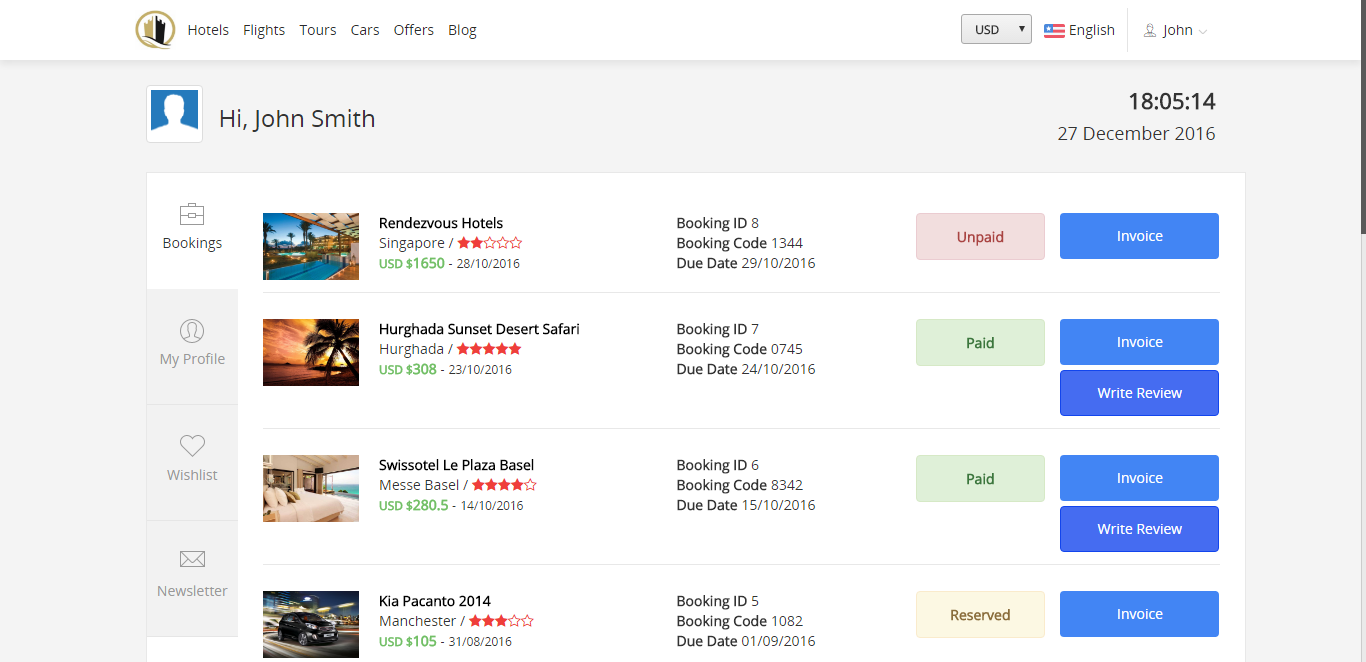 Hotels Flights Tours Cars Offers Blog
USD English John
Hi, John Smith
18:05:14
27 December 2016
Bookings
My Profile
Wishlist
Newsletter
Rendezvous Hotels
Singapore /
USD $1650 - 28/10/2016
Booking ID 8
Booking Code 1344
Due Date 29/10/2016
Unpaid
Invoice
Hurghada Sunset Desert Safari
Hurghada /
USD $308 - 23/10/2016
Booking ID 7
Booking Code 0745
Due Date 24/10/2016
Paid
Invoice
Write Review
Swissotel Le Plaza Basel
Messe Basel /
USD $280.5 - 14/10/2016
Booking ID 6
Booking Code 8342
Due Date 15/10/2016
Paid
Invoice
Write Review
Kia Pacanto 2014
Manchester /
USD $105 - 31/08/2016
Booking ID 5
Booking Code 1082
Due Date 01/09/2016
Reserved
Invoice